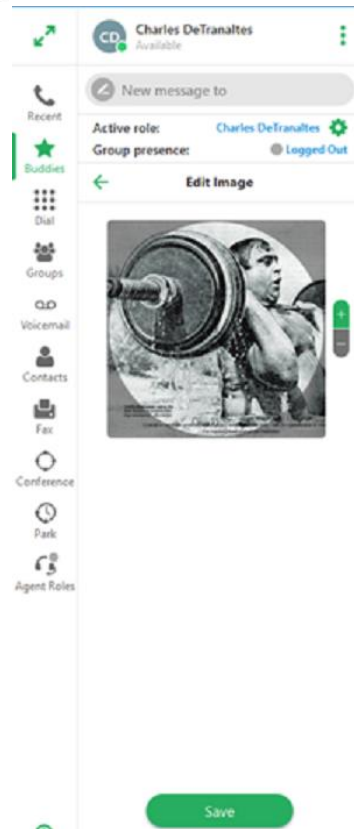 CD
Charles DeTranaltes
Available
New message to
Recent
Active role: Charles DeTranaltes
Group presence: Logged Out
Buddies
Edit Image
Dial
Groups
Voicemail
Contacts
Fax
Conference
Park
Agent Roles
Save